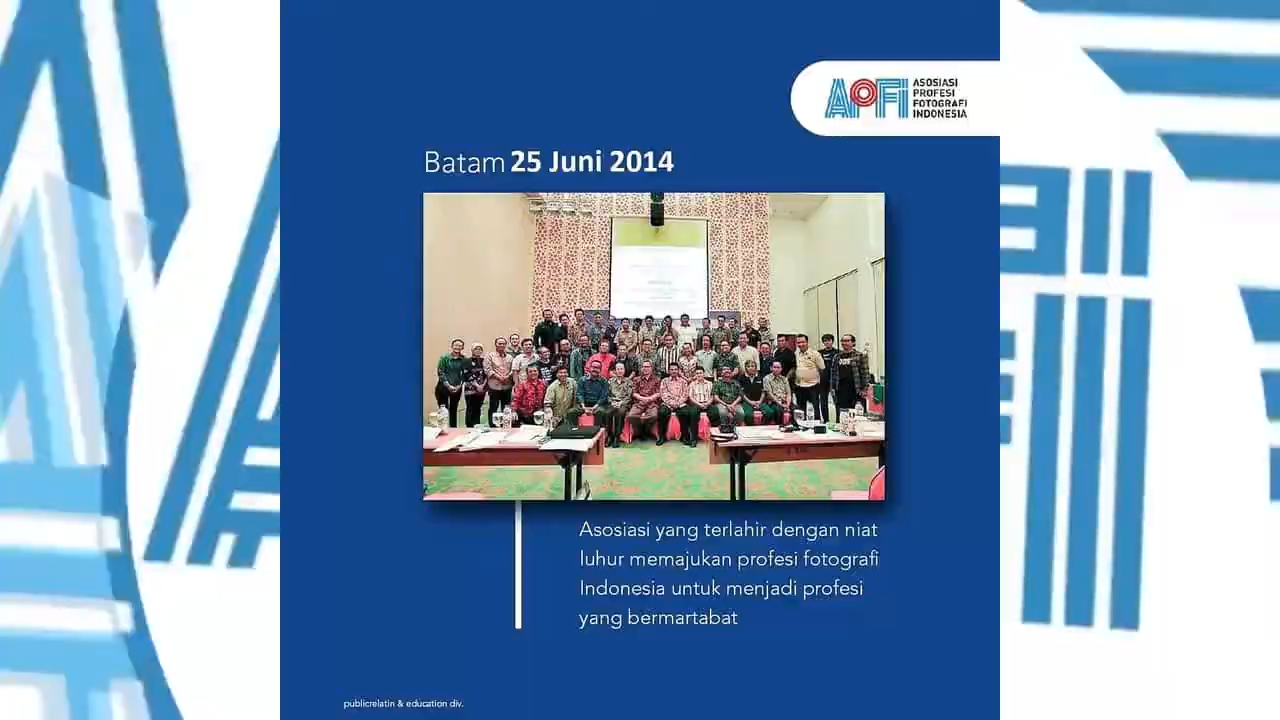 APFI
ASOSIASI
PROFESI
FOTOGRAFI
INDONESIA
Batam 25 Juni 2014
Asosiasi yang terlahir dengan niat
luhur memajukan profesi fotografi
Indonesia untuk menjadi profesi
yang bermartabat
publicrelatin & education div.